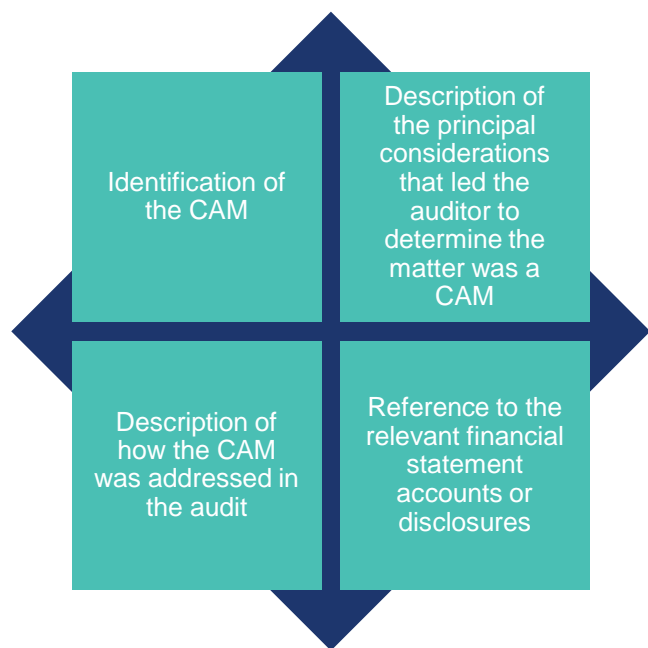 Identification of
the CAM
Description of
the principal
considerations
that led the
auditor to
determine the
matter was a
CAM
Description of
how the CAM
was addressed in
the audit
Reference to the
relevant financial
statement
accounts or
disclosures